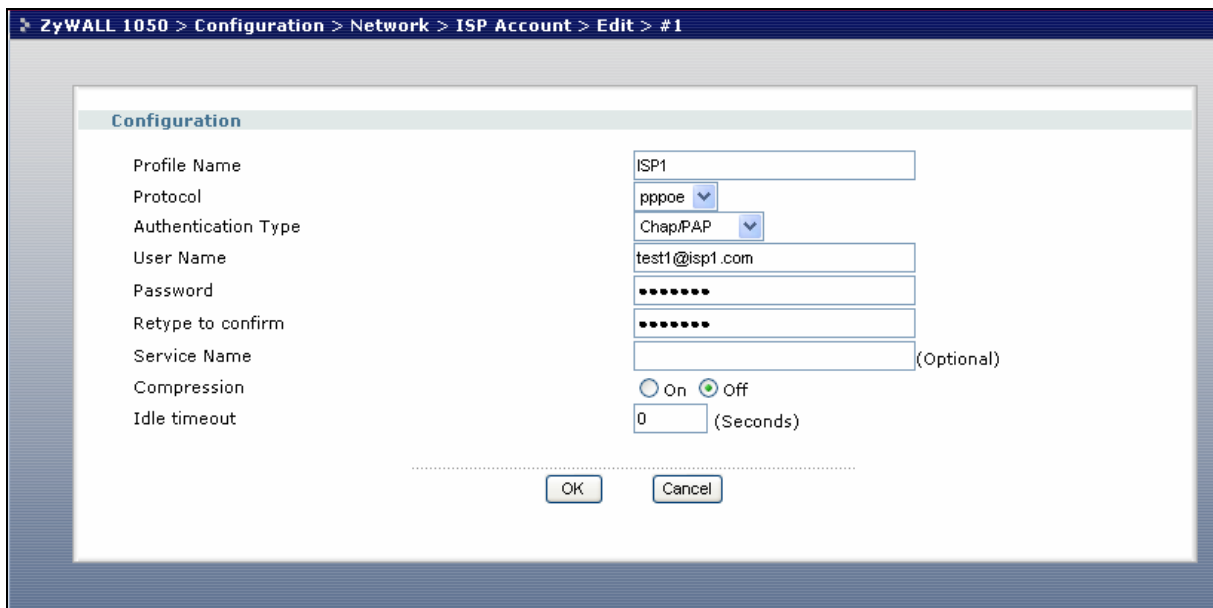 ZyWALL 1050 > Configuration > Network > ISP Account > Edit > #1
Configuration
Profile Name ISP1
Protocol pppoe
Authentication Type Chap/PAP
User Name test1@isp1.com
Password •••••••
Retype to confirm •••••••
Service Name (Optional)
Compression On Off
Idle timeout 0 (Seconds)
OK Cancel